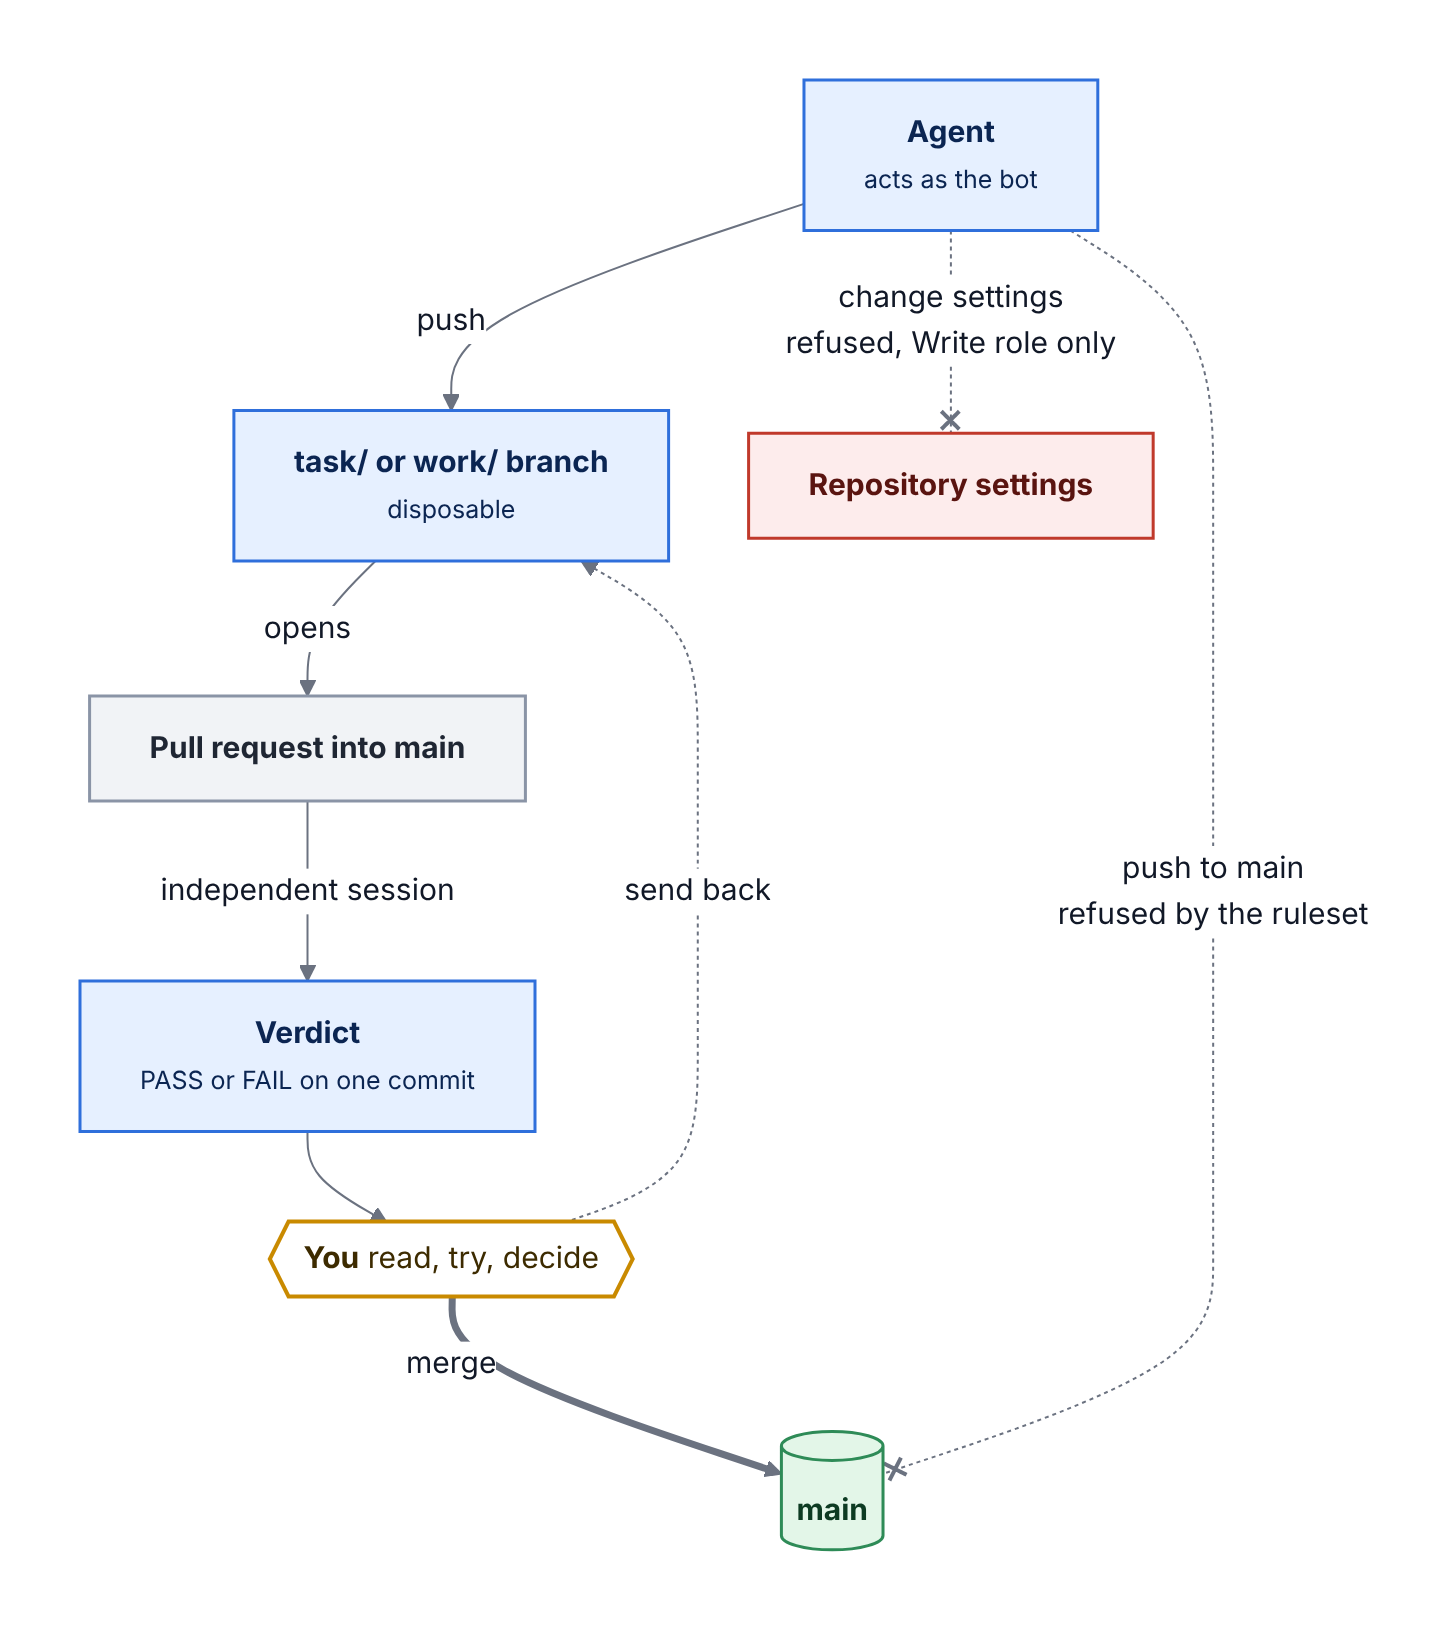 Agent
acts as the bot
push
change settings
refused, Write role only
task/ or work/ branch
disposable
Repository settings
opens
Pull request into main
independent session
send back
push to main
refused by the ruleset
Verdict
PASS or FAIL on one commit
You read, try, decide
merge
main